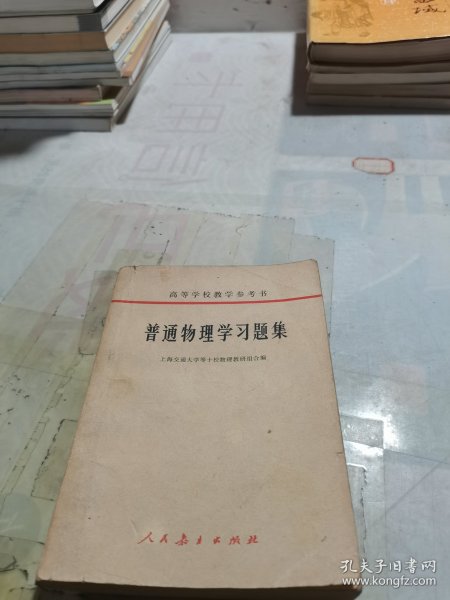 高等学校教学参考书
普通物理学习题集
上海交通大学等十校物理教研组合编
人民教育出版社
孔夫子旧书网
www.kongfz.com